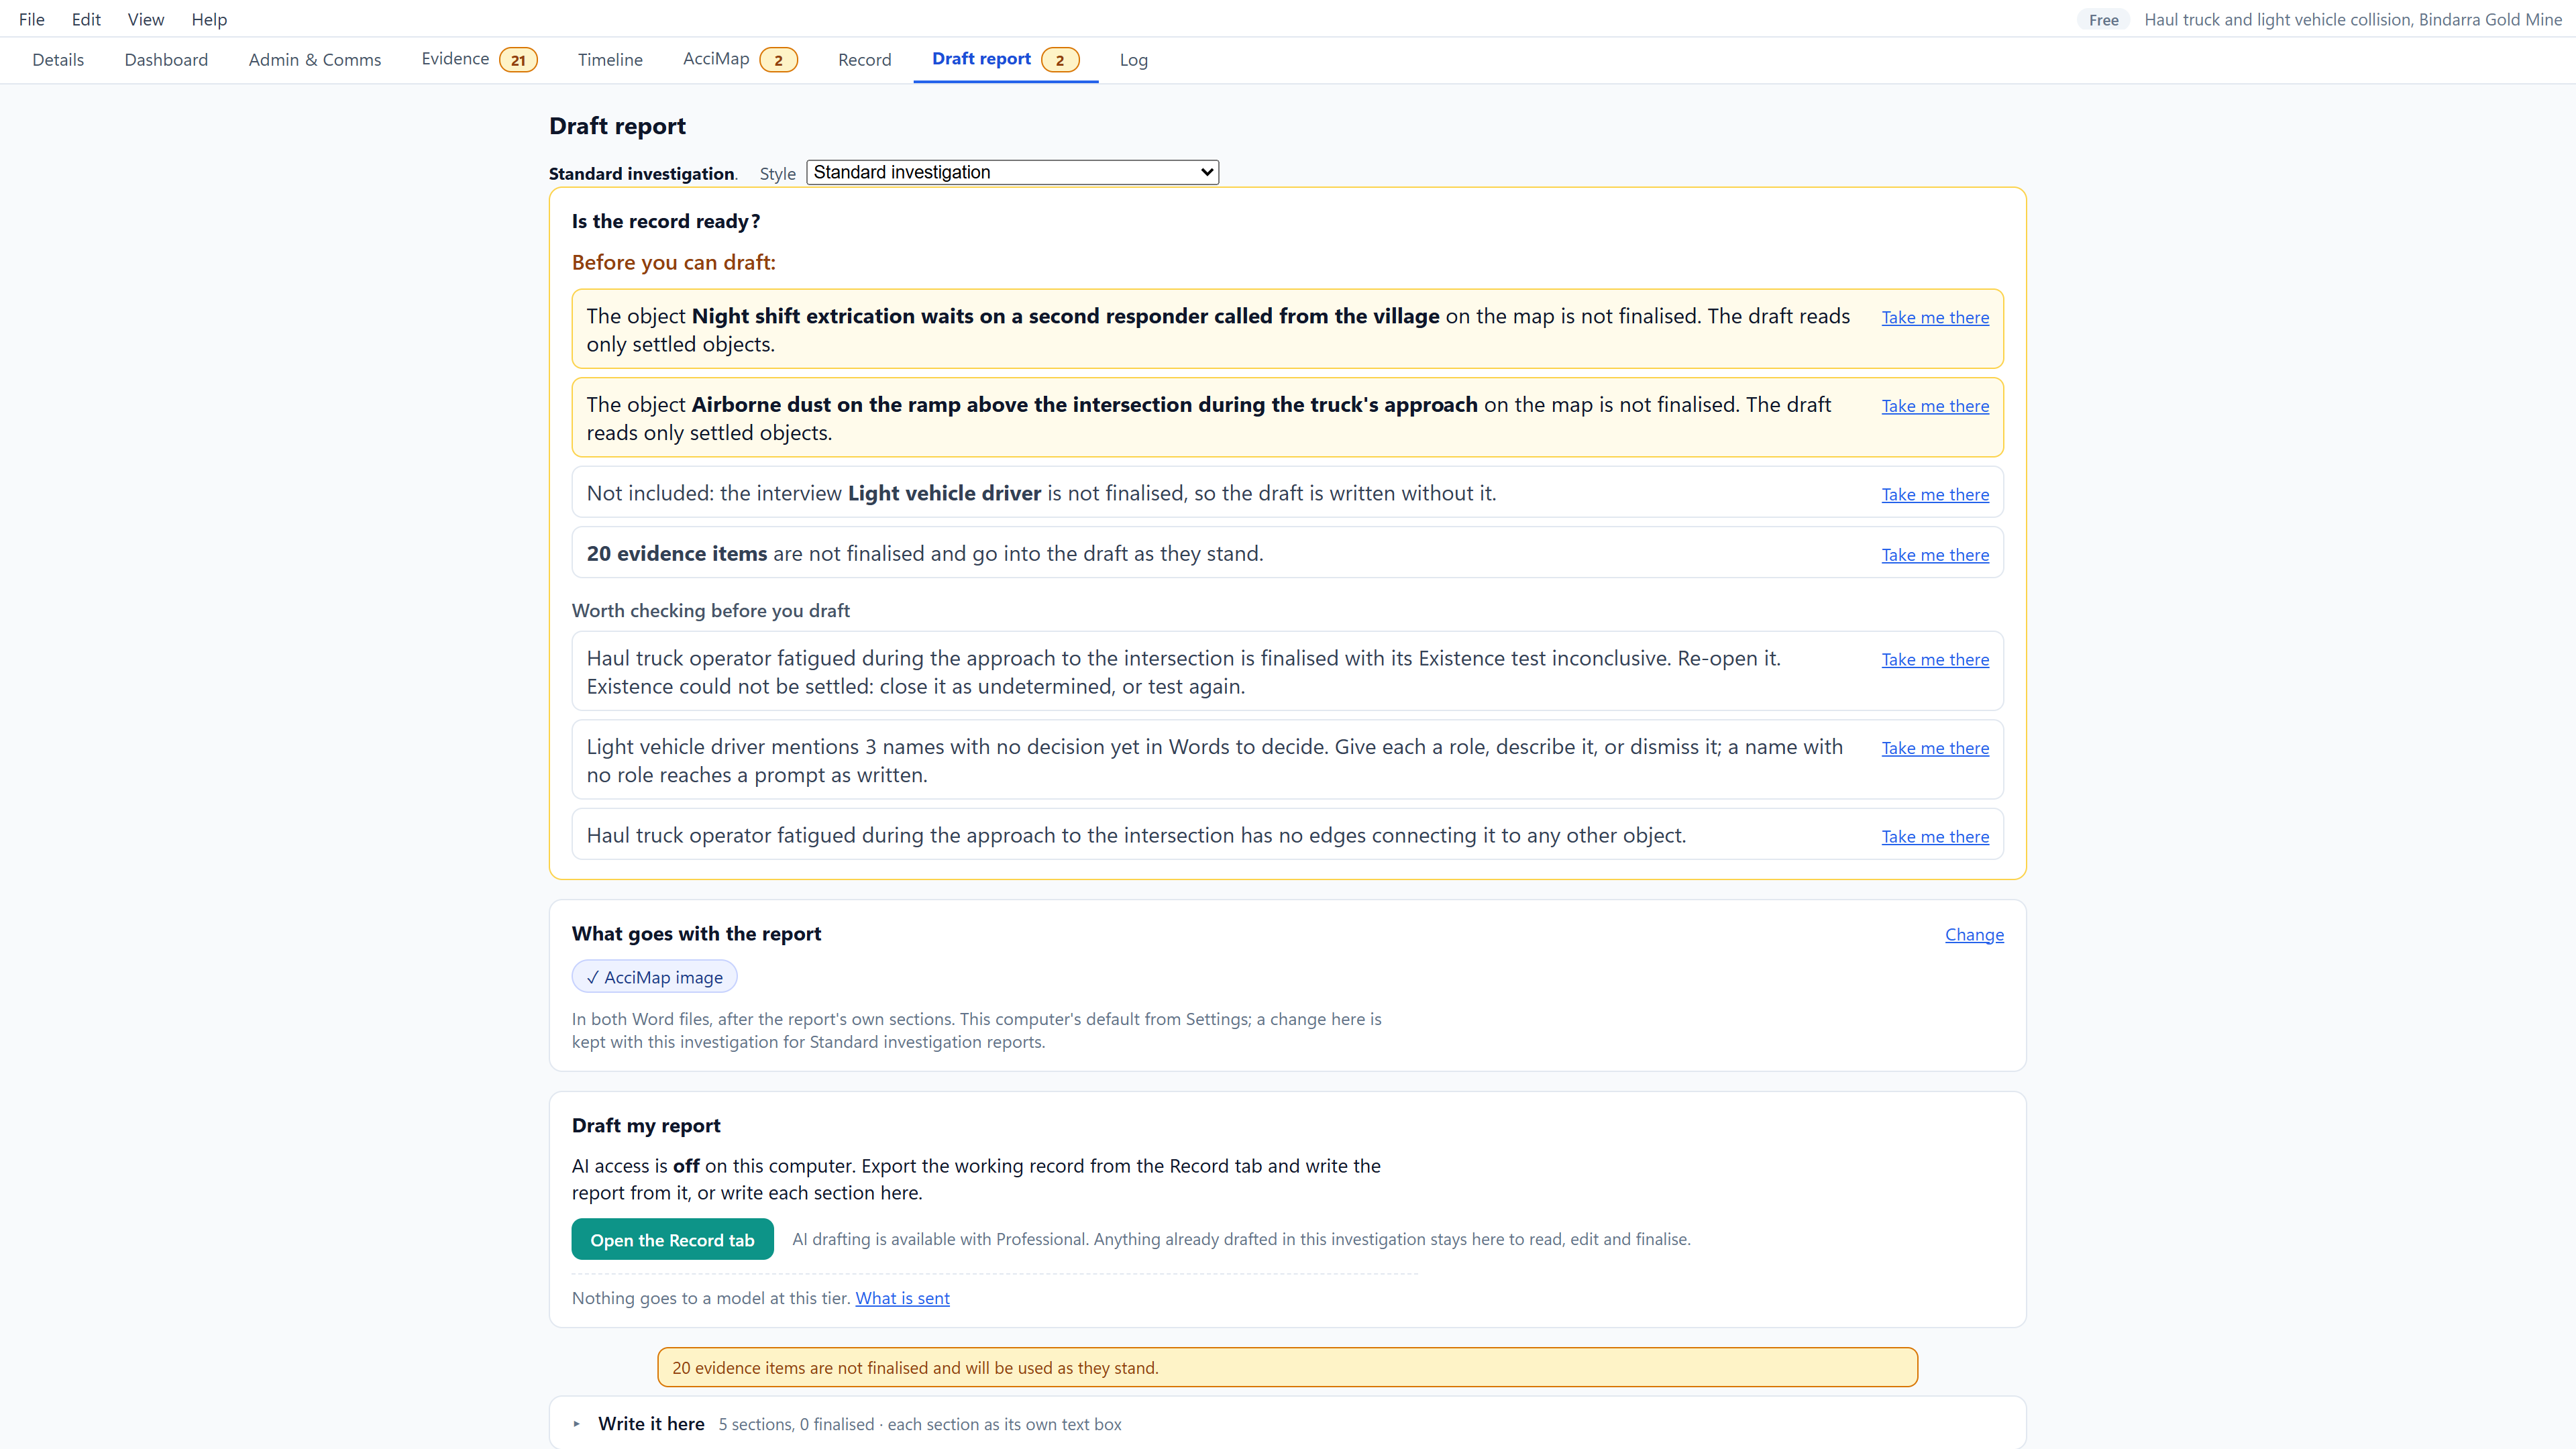 File Edit View Help
Free Haul truck and light vehicle collision, Bindarra Gold Mine
Details Dashboard Admin & Comms Evidence 21 Timeline AcciMap 2 Record Draft report 2 Log
Draft report
Standard investigation. Style Standard investigation
Is the record ready?
Before you can draft:
The object Night shift extrication waits on a second responder called from the village on the map is not finalised. The draft reads
only settled objects.
Take me there
The object Airborne dust on the ramp above the intersection during the truck's approach on the map is not finalised. The draft
reads only settled objects.
Take me there
Not included: the interview Light vehicle driver is not finalised, so the draft is written without it.
Take me there
20 evidence items are not finalised and go into the draft as they stand.
Take me there
Worth checking before you draft
Haul truck operator fatigued during the approach to the intersection is finalised with its Existence test inconclusive. Re-open it.
Existence could not be settled: close it as undetermined, or test again.
Take me there
Light vehicle driver mentions 3 names with no decision yet in Words to decide. Give each a role, describe it, or dismiss it; a name with
no role reaches a prompt as written.
Take me there
Haul truck operator fatigued during the approach to the intersection has no edges connecting it to any other object.
Take me there
What goes with the report
Change
✓ AcciMap image
In both Word files, after the report's own sections. This computer's default from Settings; a change here is
kept with this investigation for Standard investigation reports.
Draft my report
AI access is off on this computer. Export the working record from the Record tab and write the
report from it, or write each section here.
Open the Record tab AI drafting is available with Professional. Anything already drafted in this investigation stays here to read, edit and finalise.
Nothing goes to a model at this tier. What is sent
20 evidence items are not finalised and will be used as they stand.
▸ Write it here 5 sections, 0 finalised · each section as its own text box